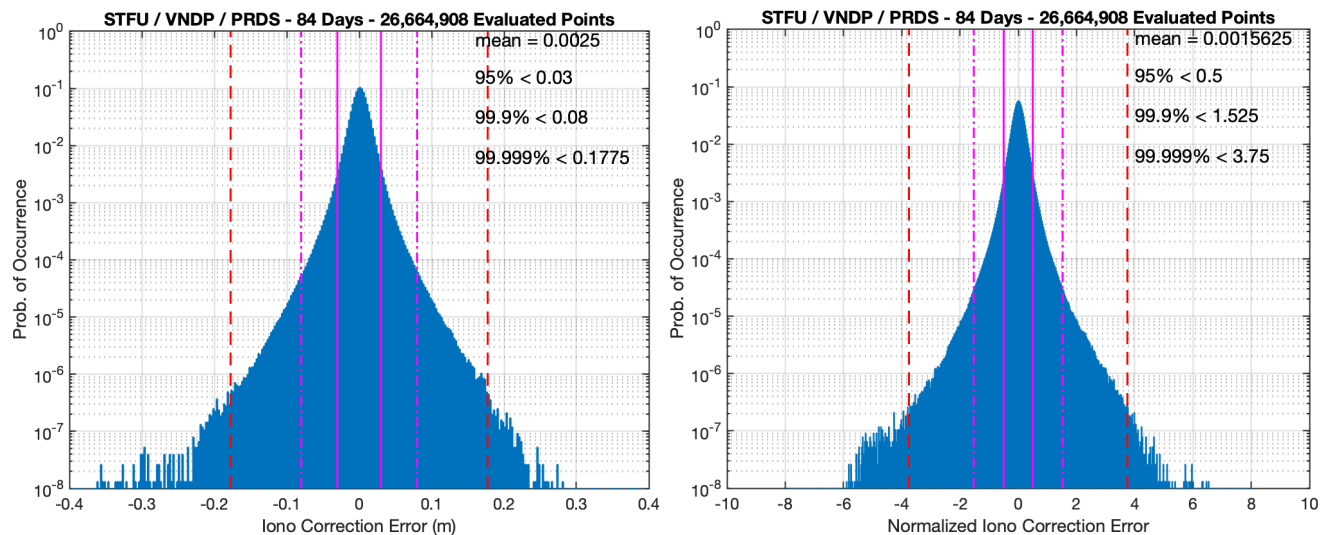 STFU / VNDP / PRDS - 84 Days - 26,664,908 Evaluated Points
mean = 0.0025
95% < 0.03
99.9% < 0.08
99.999% < 0.1775
Prob. of Occurrence
10^0
10^-1
10^-2
10^-3
10^-4
10^-5
10^-6
10^-7
10^-8
-0.4 -0.3 -0.2 -0.1 0 0.1 0.2 0.3 0.4
Iono Correction Error (m)
STFU / VNDP / PRDS - 84 Days - 26,664,908 Evaluated Points
mean = 0.0015625
95% < 0.5
99.9% < 1.525
99.999% < 3.75
Prob. of Occurrence
10^0
10^-1
10^-2
10^-3
10^-4
10^-5
10^-6
10^-7
10^-8
-10 -8 -6 -4 -2 0 2 4 6 8 10
Normalized Iono Correction Error